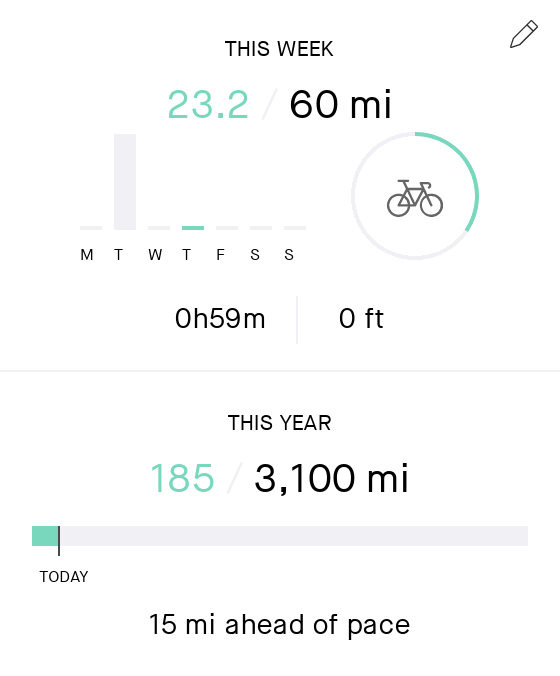 THIS WEEK
23.2 / 60 mi
M T W T F S S
0h59m 0 ft
THIS YEAR
185 / 3,100 mi
TODAY
15 mi ahead of pace